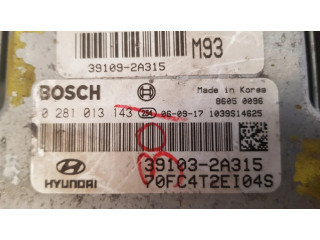 M93
39109-2A315
BOSCH Made in Korea
8605 0096
0 281 013 143 254 06-09-17 1039S14625
39103-2A315
HYUNDAI 70FC4T2EI04S